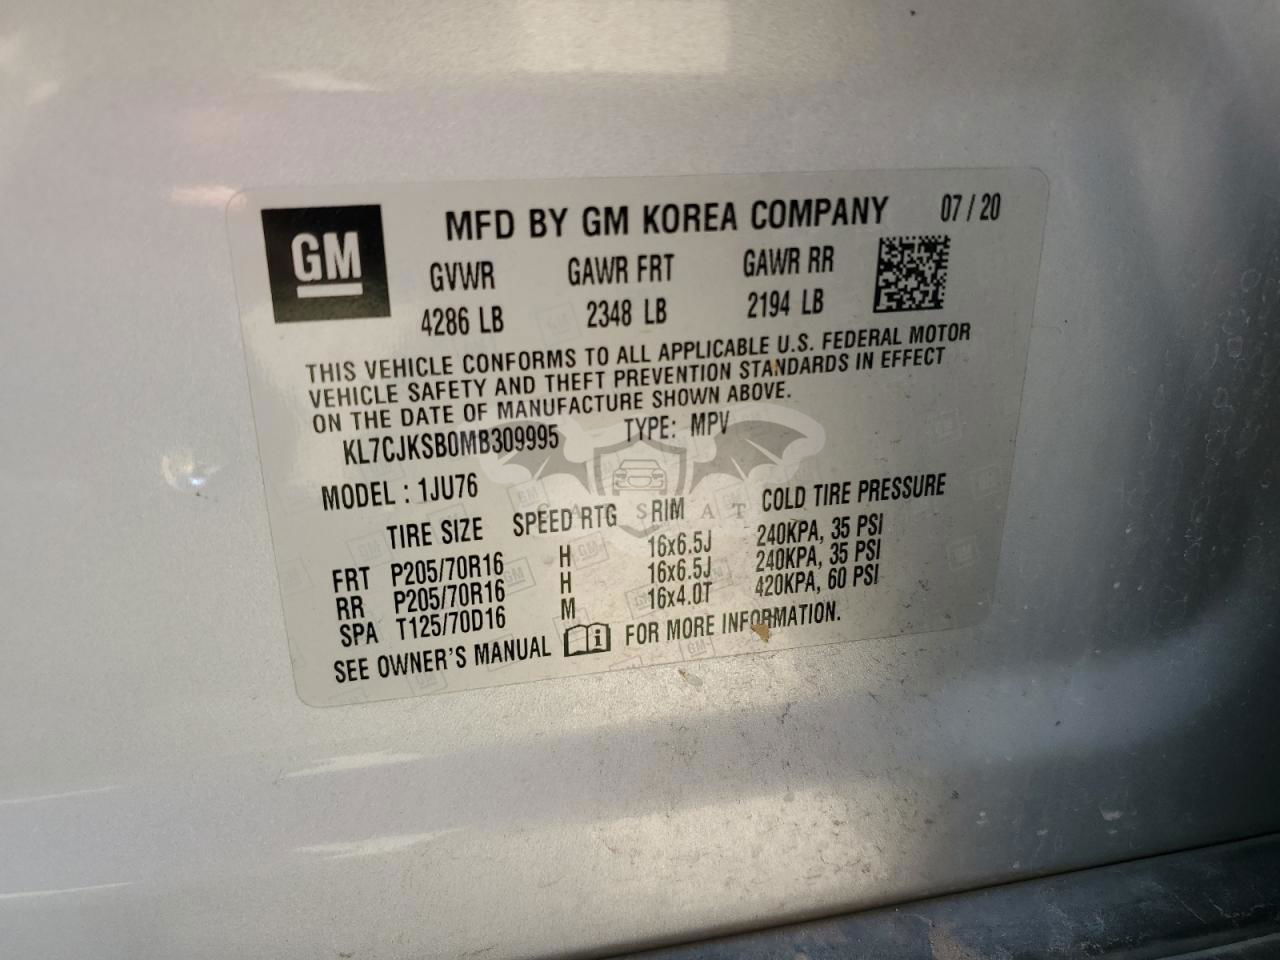 GM
MFD BY GM KOREA COMPANY 07 / 20
GVWR GAWR FRT GAWR RR
4286 LB 2348 LB 2194 LB
THIS VEHICLE CONFORMS TO ALL APPLICABLE U.S. FEDERAL MOTOR
VEHICLE SAFETY AND THEFT PREVENTION STANDARDS IN EFFECT
ON THE DATE OF MANUFACTURE SHOWN ABOVE.
KL7CJKSB0MB309995 TYPE: MPV
MODEL : 1JU76
TIRE SIZE SPEED RTG RIM COLD TIRE PRESSURE
FRT P205/70R16 H 16x6.5J 240KPA, 35 PSI
RR P205/70R16 H 16x6.5J 240KPA, 35 PSI
SPA T125/70D16 M 16x4.0T 420KPA, 60 PSI
SEE OWNER'S MANUAL FOR MORE INFORMATION.